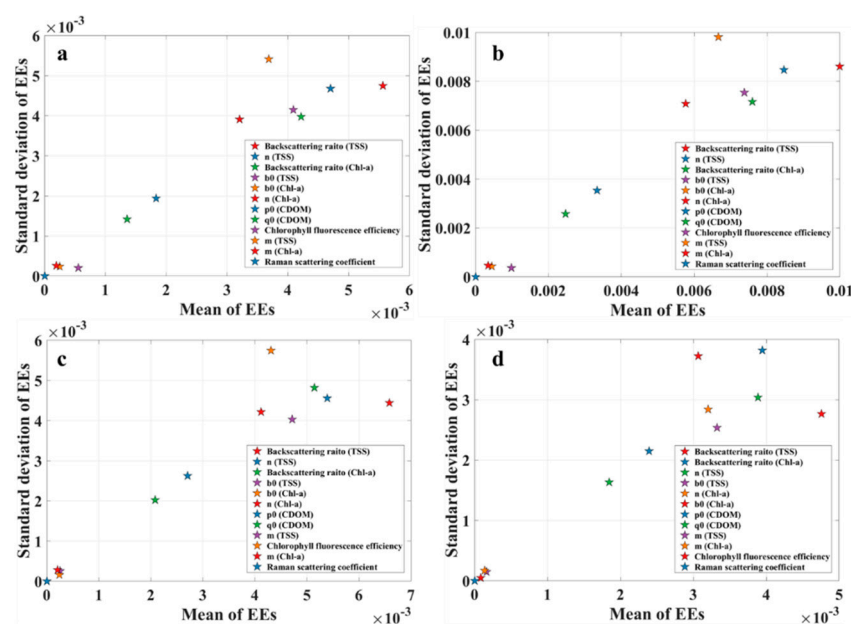 a
6 ×10⁻³
5
4
3
2
1
0
Standard deviation of EEs
Backscattering raito (TSS)
n (TSS)
Backscattering raito (Chl-a)
b0 (TSS)
b0 (Chl-a)
n (Chl-a)
p0 (CDOM)
q0 (CDOM)
Chlorophyll fluorescence efficiency
m (TSS)
m (Chl-a)
Raman scattering coefficient
0 1 2 3 4 5 6
Mean of EEs ×10⁻³
b
0.01
0.008
0.006
0.004
0.002
0
Standard deviation of EEs
Backscattering raito (TSS)
n (TSS)
Backscattering raito (Chl-a)
b0 (TSS)
b0 (Chl-a)
n (Chl-a)
p0 (CDOM)
q0 (CDOM)
Chlorophyll fluorescence efficiency
m (TSS)
m (Chl-a)
Raman scattering coefficient
0 0.002 0.004 0.006 0.008 0.01
Mean of EEs
c
6 ×10⁻³
5
4
3
2
1
0
Standard deviation of EEs
Backscattering raito (TSS)
n (TSS)
Backscattering raito (Chl-a)
b0 (TSS)
b0 (Chl-a)
n (Chl-a)
p0 (CDOM)
q0 (CDOM)
m (TSS)
Chlorophyll fluorescence efficiency
m (Chl-a)
Raman scattering coefficient
0 1 2 3 4 5 6 7
Mean of EEs ×10⁻³
d
4 ×10⁻³
3
2
1
0
Standard deviation of EEs
Backscattering raito (TSS)
Backscattering raito (Chl-a)
n (TSS)
b0 (TSS)
n (Chl-a)
b0 (Chl-a)
p0 (CDOM)
q0 (CDOM)
m (TSS)
m (Chl-a)
Chlorophyll fluorescence efficiency
Raman scattering coefficient
0 1 2 3 4 5
Mean of EEs ×10⁻³